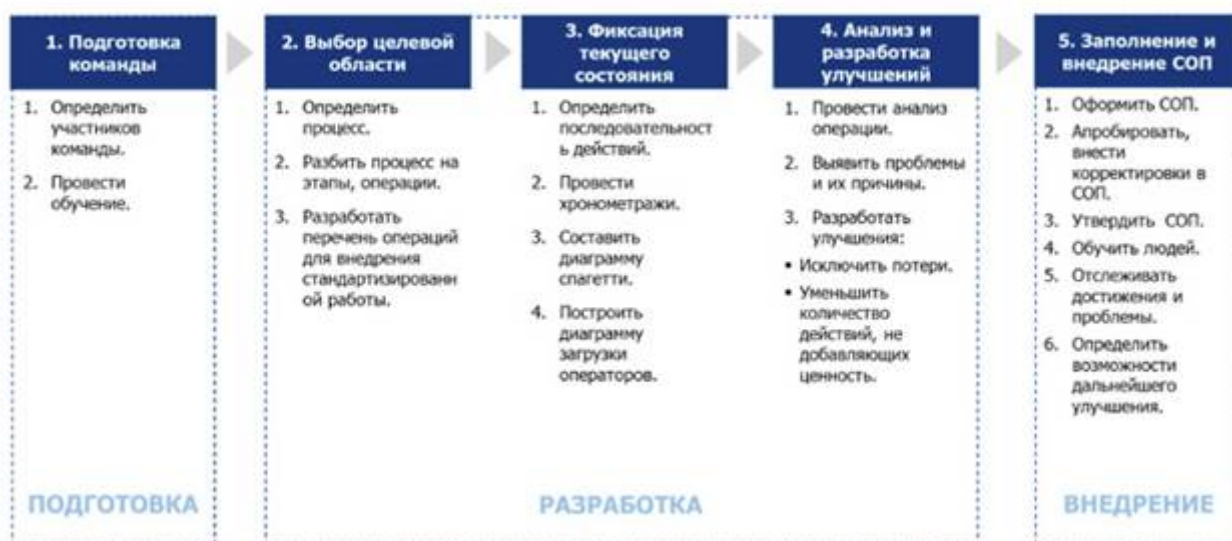 1. Подготовка
команды
1. Определить
участников
команды.
2. Провести
обучение.
2. Выбор целевой
области
1. Определить
процесс.
2. Разбить процесс на
этапы, операции.
3. Разработать
перечень операций
для внедрения
стандартизированн
ой работы.
3. Фиксация
текущего
состояния
1. Определить
последовательност
ь действий.
2. Провести
хронометражи.
3. Составить
диаграмму
спагетти.
4. Построить
диаграмму
загрузки
операторов.
4. Анализ и
разработка
улучшений
1. Провести анализ
операции.
2. Выявить проблемы
и их причины.
3. Разработать
улучшения:
▪ Исключить потери.
▪ Уменьшить
количество
действий, не
добавляющих
ценность.
5. Заполнение и
внедрение СОП
1. Оформить СОП.
2. Апробировать,
внести
корректировки в
СОП.
3. Утвердить СОП.
4. Обучить людей.
5. Отслеживать
достижения и
проблемы.
6. Определить
возможности
дальнейшего
улучшения.
ПОДГОТОВКА
РАЗРАБОТКА
ВНЕДРЕНИЕ